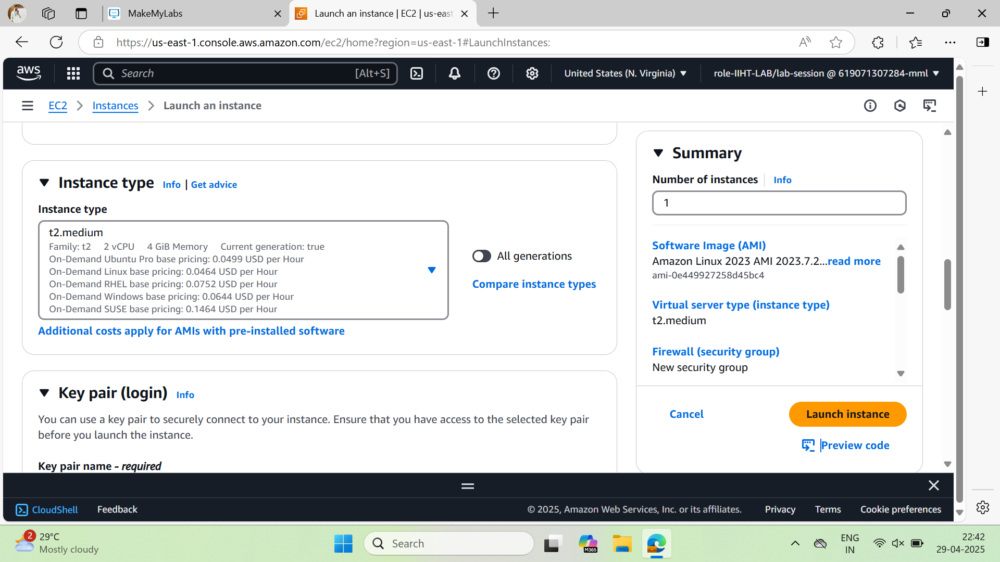 MakeMyLabs
Launch an instance | EC2 | us-east
https://us-east-1.console.aws.amazon.com/ec2/home?region=us-east-1#LaunchInstances:
aws
Search
[Alt+S]
United States (N. Virginia)
role-IIHT-LAB/lab-session @ 619071307284-mml
EC2
Instances
Launch an instance
Instance type
Info | Get advice
Instance type
t2.medium
Family: t2 2 vCPU 4 GiB Memory Current generation: true
On-Demand Ubuntu Pro base pricing: 0.0499 USD per Hour
On-Demand Linux base pricing: 0.0464 USD per Hour
On-Demand RHEL base pricing: 0.0752 USD per Hour
On-Demand Windows base pricing: 0.0644 USD per Hour
On-Demand SUSE base pricing: 0.1464 USD per Hour
All generations
Compare instance types
Additional costs apply for AMIs with pre-installed software
Key pair (login)
Info
You can use a key pair to securely connect to your instance. Ensure that you have access to the selected key pair
before you launch the instance.
Key pair name - required
Summary
Number of instances
Info
1
Software Image (AMI)
Amazon Linux 2023 AMI 2023.7.2...read more
ami-0e449927258d45bc4
Virtual server type (instance type)
t2.medium
Firewall (security group)
New security group
Cancel
Launch instance
Preview code
CloudShell
Feedback
© 2025, Amazon Web Services, Inc. or its affiliates.
Privacy
Terms
Cookie preferences
2
29°C
Mostly cloudy
Search
M365
ENG
IN
22:42
29-04-2025